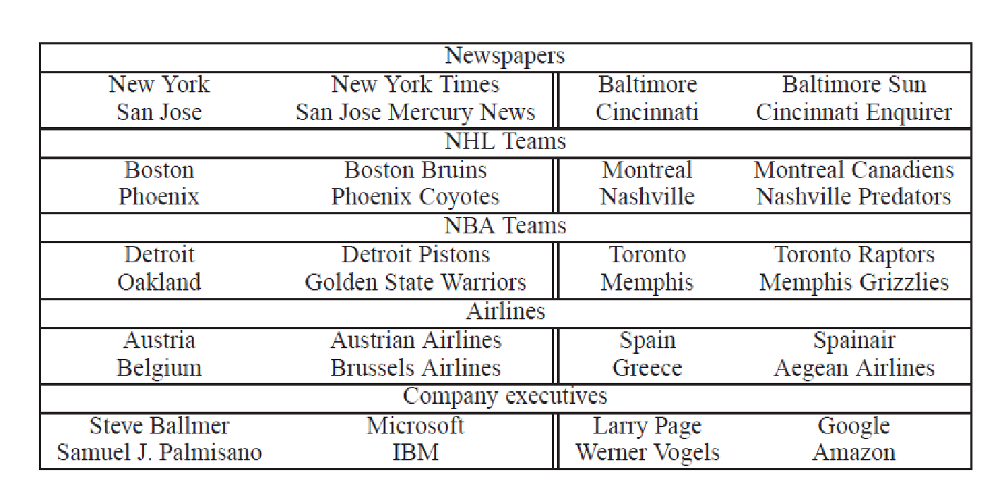 Newspapers
New York New York Times Baltimore Baltimore Sun
San Jose San Jose Mercury News Cincinnati Cincinnati Enquirer
NHL Teams
Boston Boston Bruins Montreal Montreal Canadiens
Phoenix Phoenix Coyotes Nashville Nashville Predators
NBA Teams
Detroit Detroit Pistons Toronto Toronto Raptors
Oakland Golden State Warriors Memphis Memphis Grizzlies
Airlines
Austria Austrian Airlines Spain Spainair
Belgium Brussels Airlines Greece Aegean Airlines
Company executives
Steve Ballmer Microsoft Larry Page Google
Samuel J. Palmisano IBM Werner Vogels Amazon